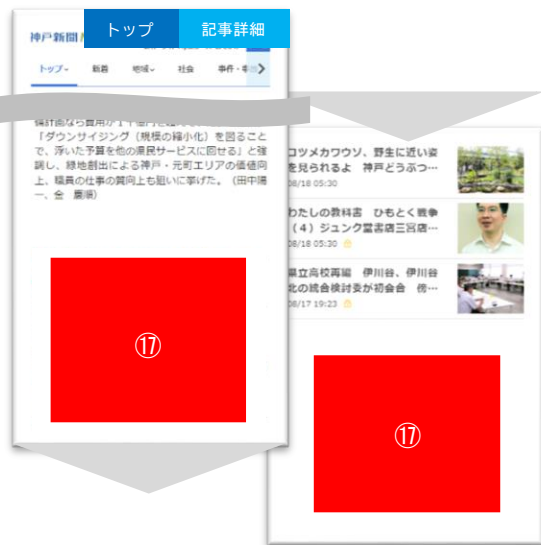 トップ
記事詳細
神戸新聞
トップ
新着
地域
社会
事件・事
「ダウンサイジング（規模の縮小化）を図ること
で、浮いた予算を他の県民サービスに回せる」と強
調し、緑地創出による神戸・元町エリアの価値向
上、職員の仕事の質向上も狙いに挙げた。（田中陽
一、金 慶順）
⑰
コツメカワウソ、野生に近い姿
を見られるよ 神戸どうぶつ…
08/18 05:30
わたしの教科書 ひもとく戦争
（４）ジュンク堂書店三宮店…
08/18 05:30
県立高校再編 伊川谷、伊川谷
北の統合検討委が初会合 傍…
08/17 19:23
⑰